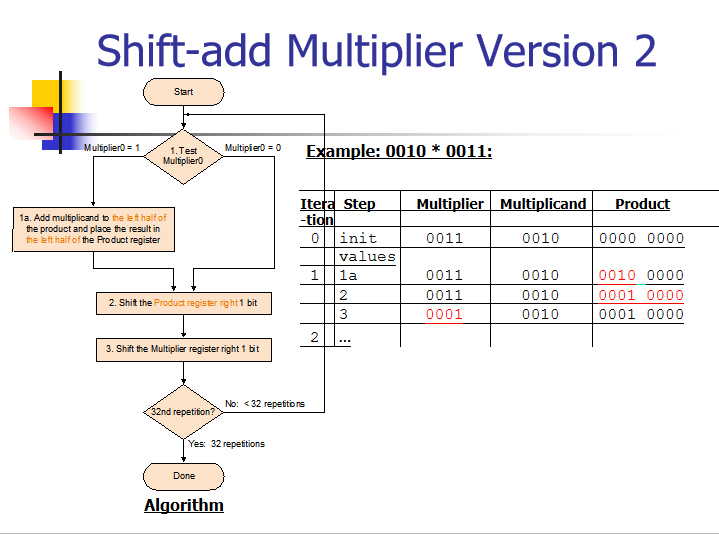 Shift-add Multiplier Version 2
Start
Multiplier0 = 1
1. Test
Multiplier0
Multiplier0 = 0
1a. Add multiplicand to the left half of
the product and place the result in
the left half of the Product register
2. Shift the Product register right 1 bit
3. Shift the Multiplier register right 1 bit
32nd repetition?
No: < 32 repetitions
Yes: 32 repetitions
Done
Algorithm
Example: 0010 * 0011:
Itera Step Multiplier Multiplicand Product
-tion
0 init 0011 0010 0000 0000
values
1 1a 0011 0010 0010 0000
2 0011 0010 0001 0000
3 0001 0010 0001 0000
2 …